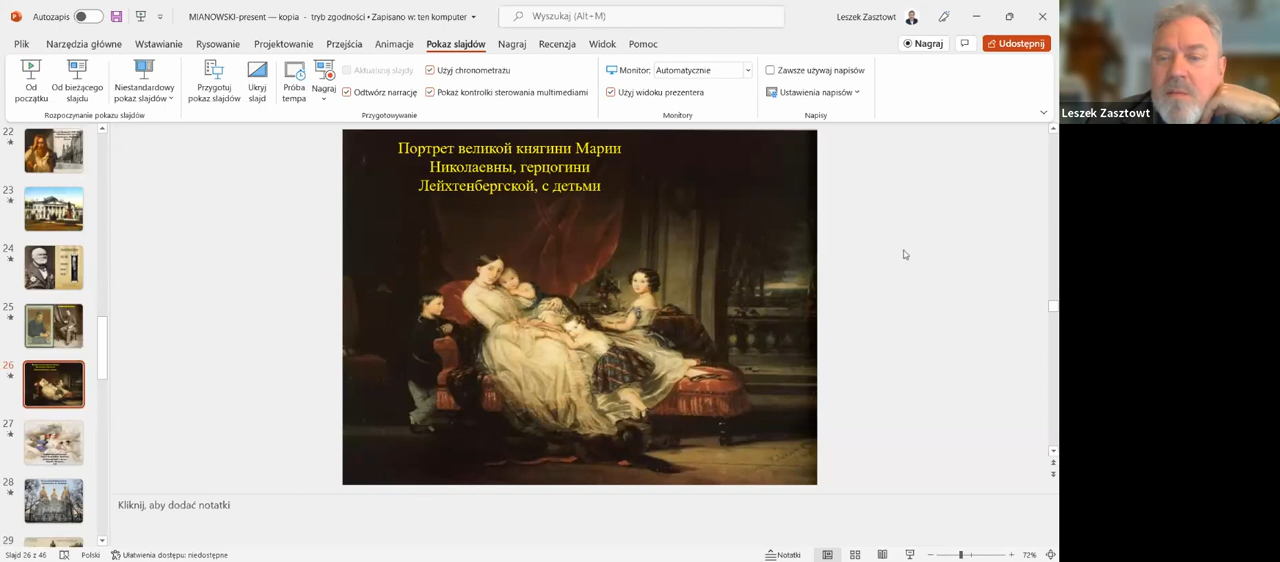 Autozapis
MIANOWSKI-present — kopia - tryb zgodności • Zapisano w: ten komputer
Wyszukaj (Alt+M)
Leszek Zasztowt
Plik Narzędzia główne Wstawianie Rysowanie Projektowanie Przejścia Animacje Pokaz slajdów Nagraj Recenzja Widok Pomoc
Nagraj
Udostępnij
Od początku
Od bieżącego slajdu
Niestandardowy pokaz slajdów
Rozpoczynanie pokazu slajdów
Przygotuj pokaz slajdów
Ukryj slajd
Próba tempa
Nagraj
Aktualizuj slajdy
Odtwórz narrację
Użyj chronometrażu
Pokaż kontrolki sterowania multimediami
Przygotowywanie
Monitor: Automatycznie
Użyj widoku prezentera
Monitory
Zawsze używaj napisów
Ustawienia napisów
Napisy
Leszek Zasztowt
22
23
24
25
26
27
28
29
Портрет великой княгини Марии
Николаевны, герцогини
Лейхтенбергской, с детьми
Kliknij, aby dodać notatki
Slajd 26 z 46
Polski
Ułatwienia dostępu: niedostępne
Notatki
72%